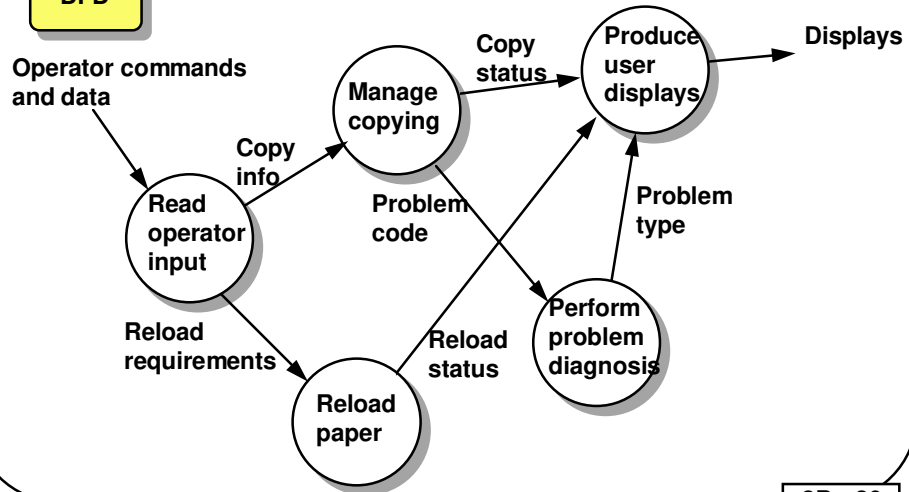 DFD
Operator commands
and data
Read
operator
input
Copy
info
Manage
copying
Copy
status
Produce
user
displays
Displays
Problem
code
Problem
type
Perform
problem
diagnosis
Reload
requirements
Reload
paper
Reload
status